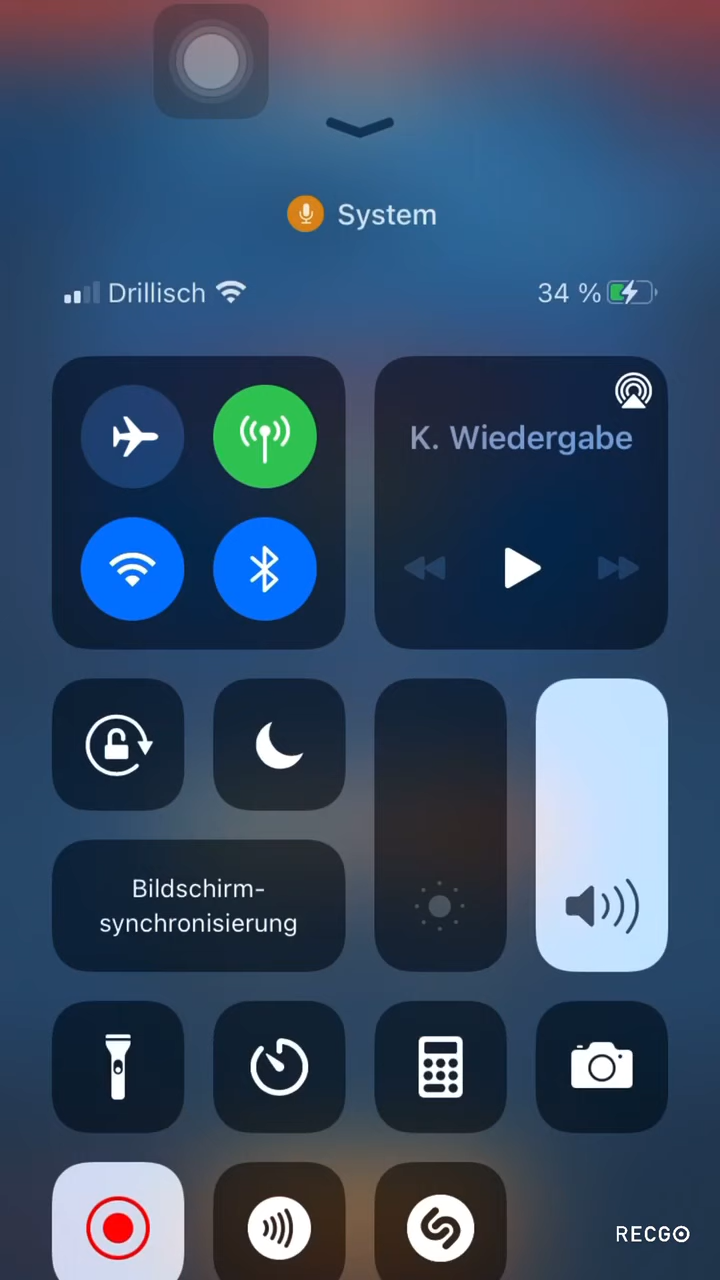 System
Drillisch
34 %
K. Wiedergabe
Bildschirm-
synchronisierung
RECGO